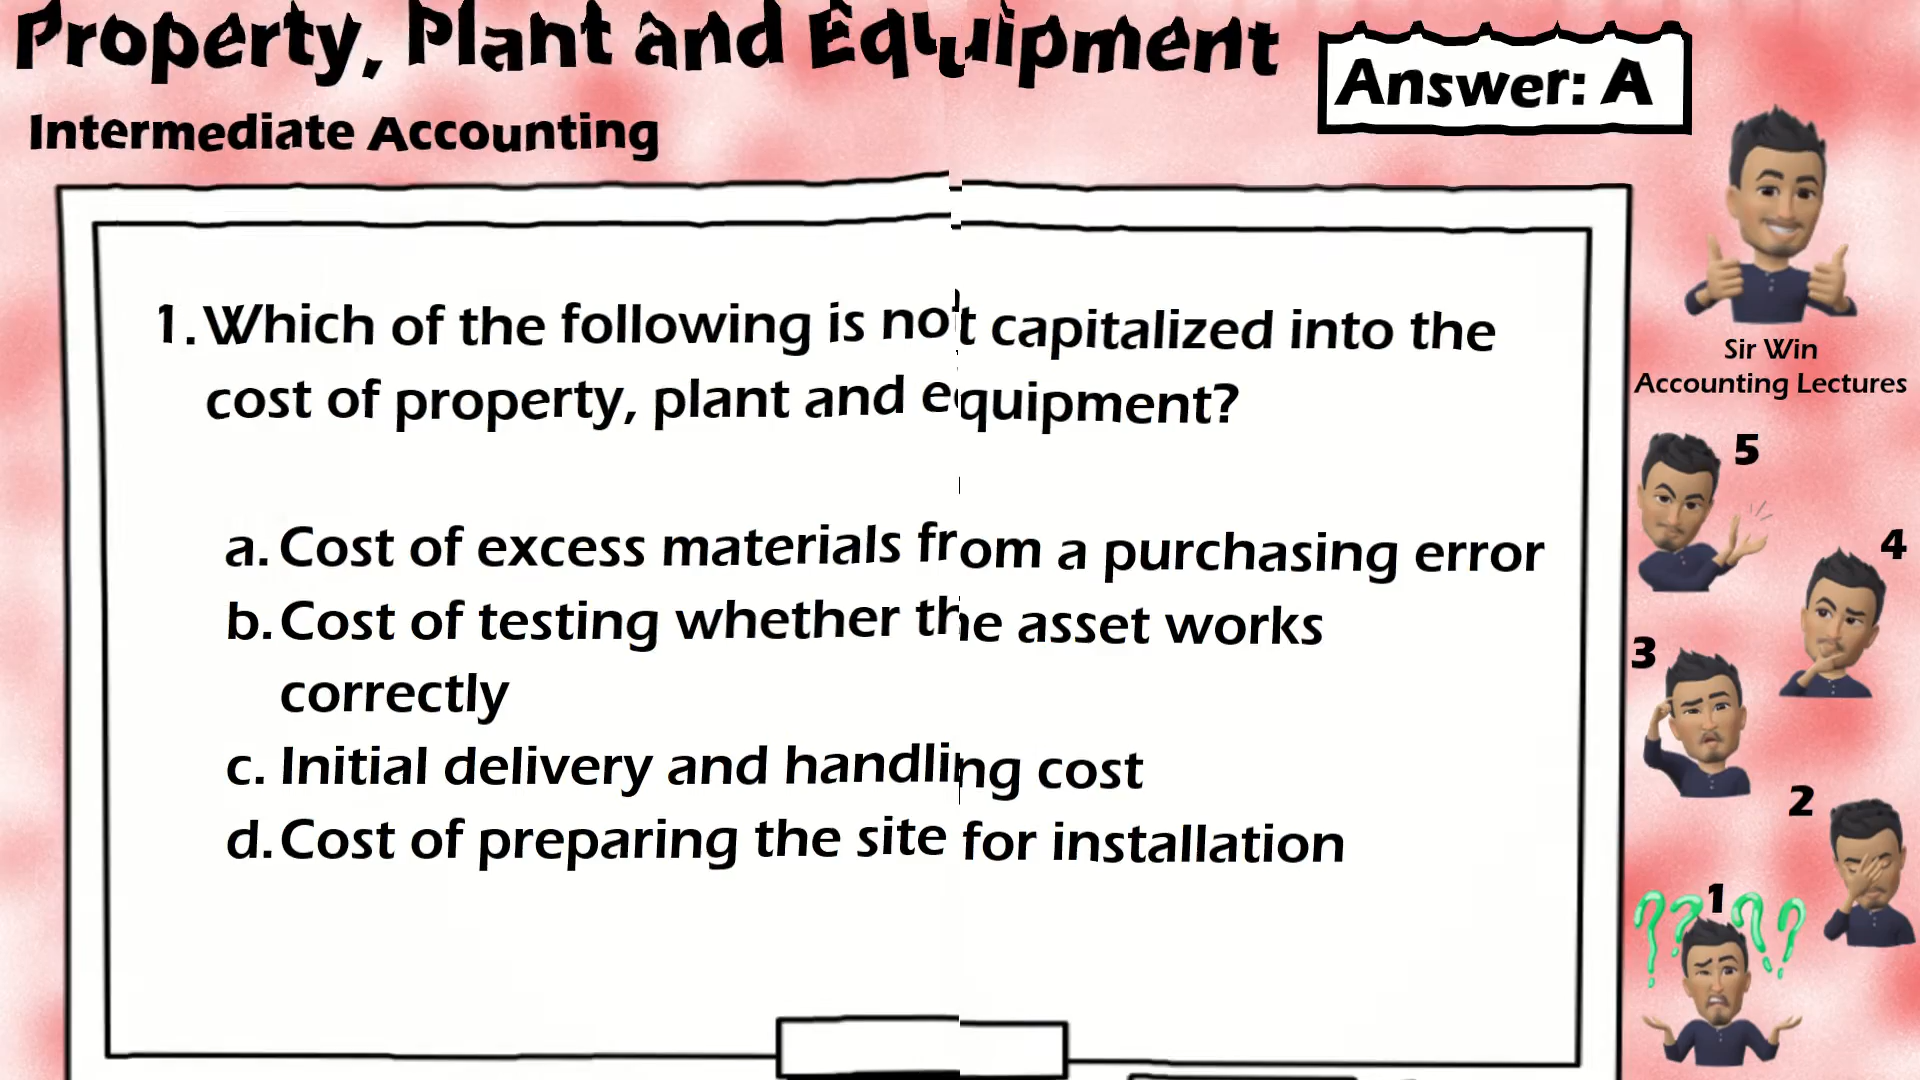 Property, Plant and Equipment
Answer: A
Intermediate Accounting
1. Which of the following is not capitalized into the
cost of property, plant and equipment?
a. Cost of excess materials from a purchasing error
b. Cost of testing whether the asset works
correctly
c. Initial delivery and handling cost
d. Cost of preparing the site for installation
Sir Win
Accounting Lectures
5
4
3
2
1